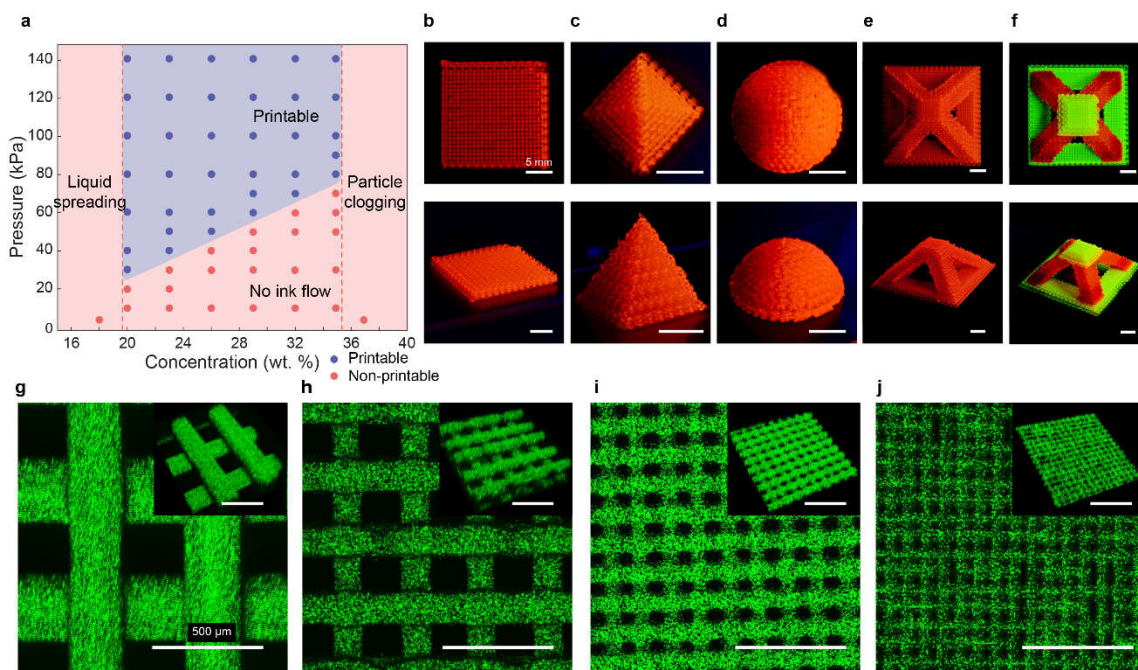 a
b
c
d
e
f
Pressure (kPa)
140
120
100
80
60
40
20
0
Printable
Liquid
spreading
Particle
clogging
No ink flow
16 20 24 28 32 36 40
Concentration (wt. %)
Printable
Non-printable
5 mm
g
h
i
j
500 µm